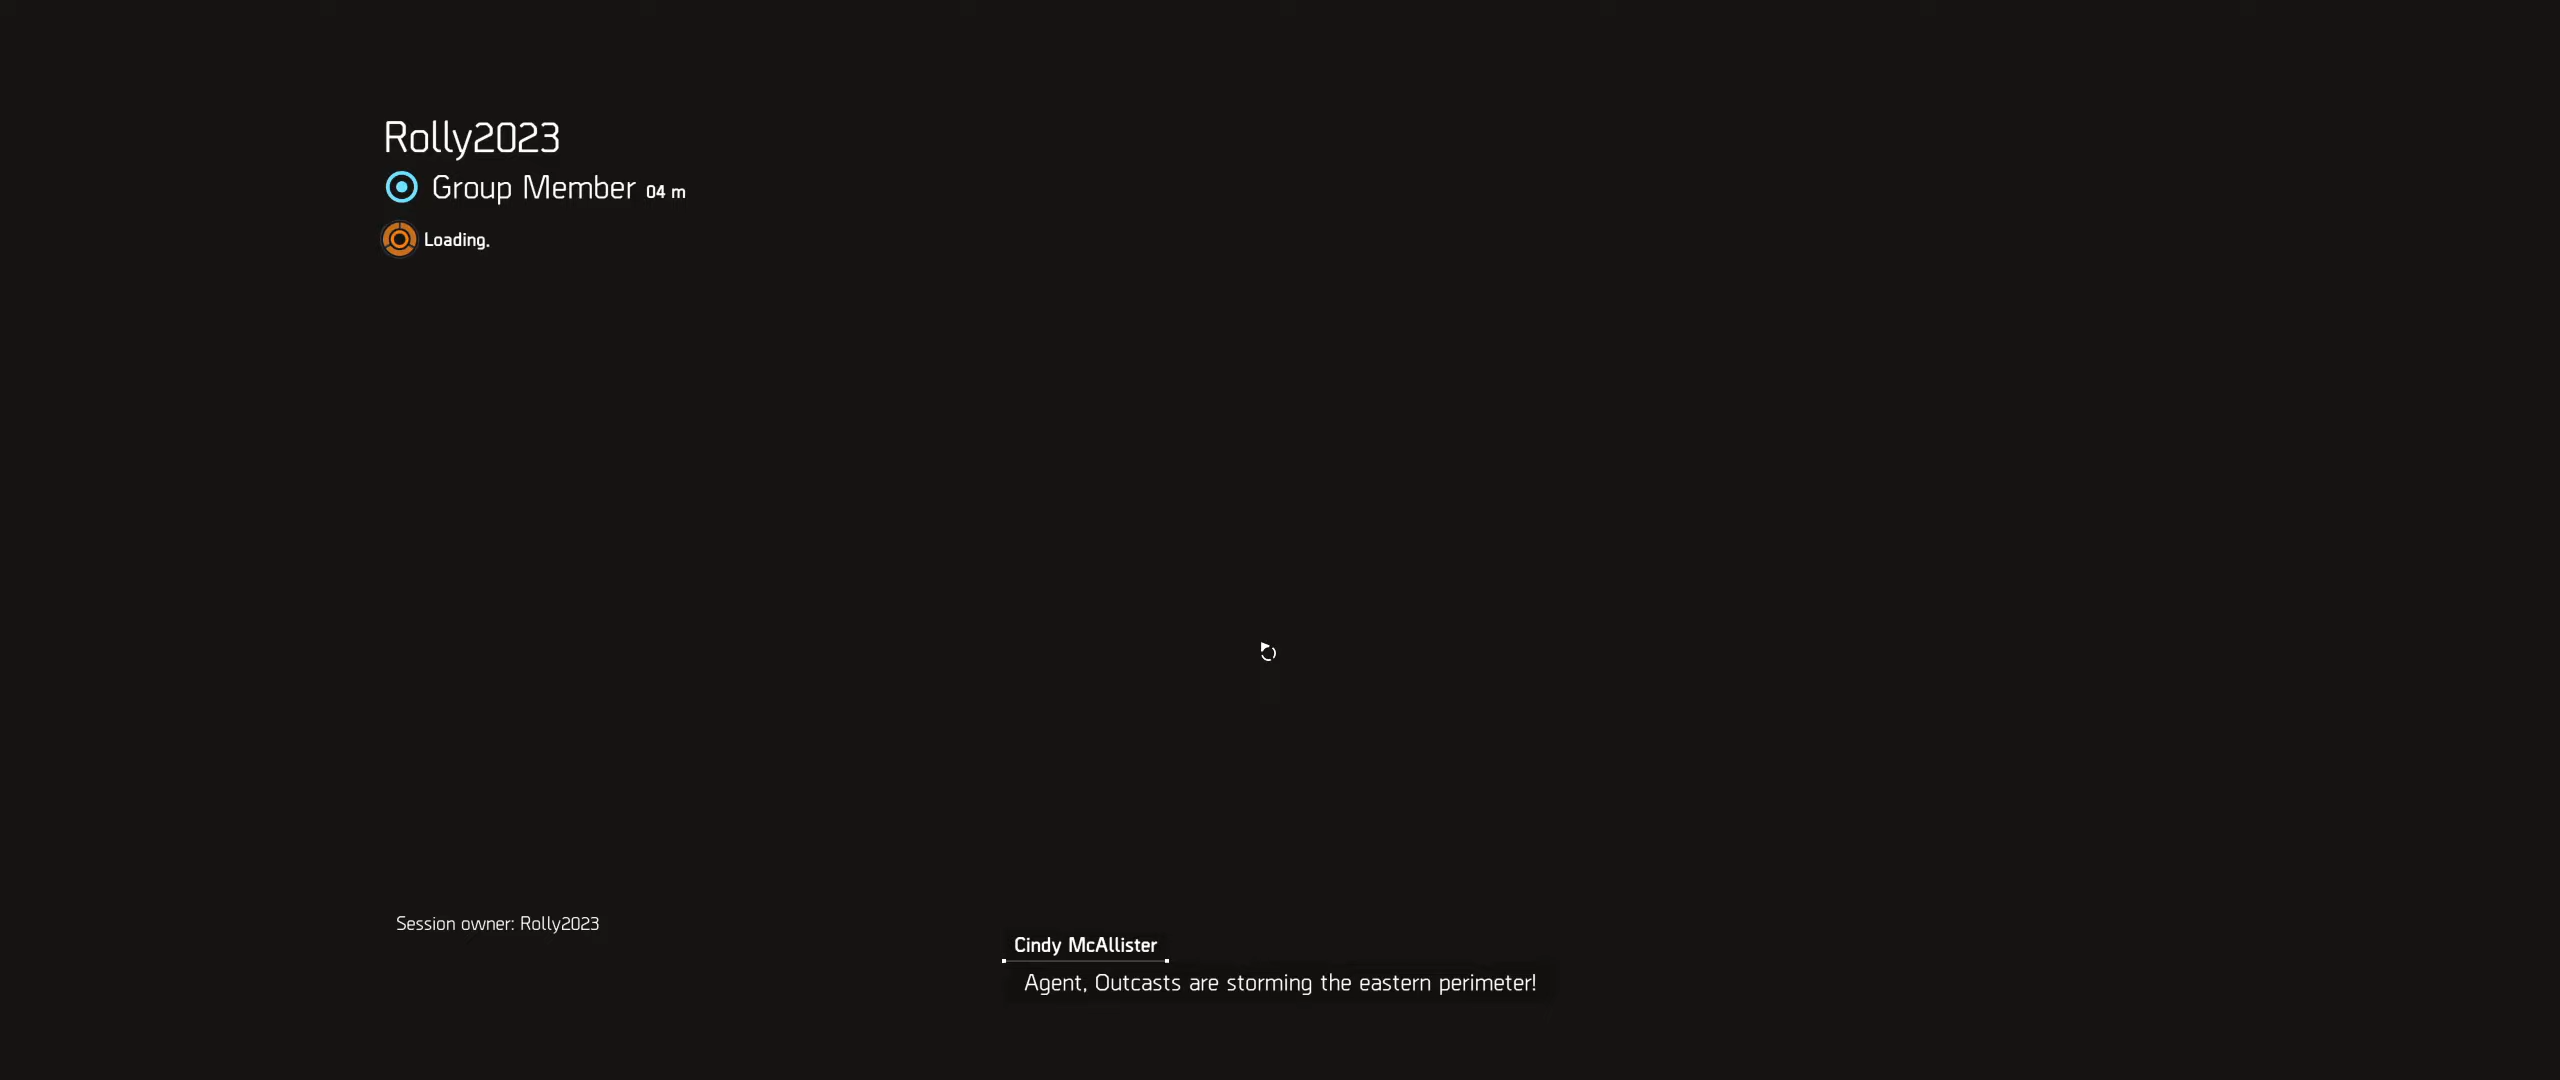 Rolly2023
Group Member 04 m
Loading.
Session owner: Rolly2023
Cindy McAllister
Agent, Outcasts are storming the eastern perimeter!